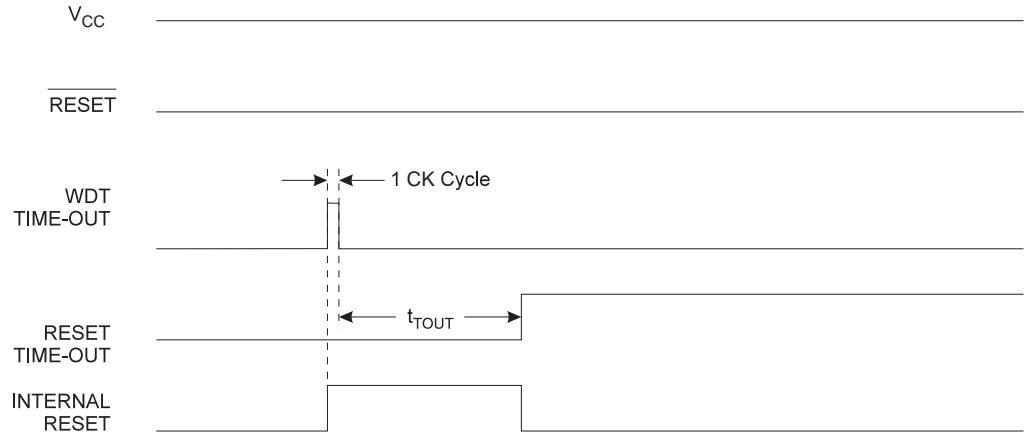 VCC
RESET
1 CK Cycle
WDT
TIME-OUT
tTOUT
RESET
TIME-OUT
INTERNAL
RESET